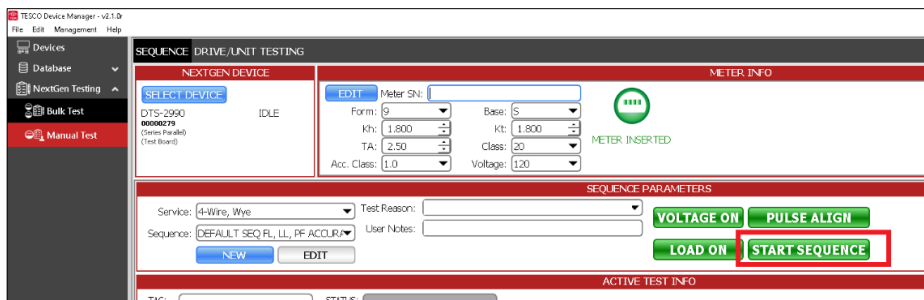 TESCO Device Manager - v2.1.0r
File Edit Management Help
Devices
Database
NextGen Testing
Bulk Test
Manual Test
SEQUENCE DRIVE/UNIT TESTING
NEXTGEN DEVICE
SELECT DEVICE
DTS-2990 IDLE
00000279
(Series Parallel)
(Test Board)
METER INFO
EDIT Meter SN:
Form: 9 Base: S
Kh: 1.800 Kt: 1.800
TA: 2.50 Class: 20
Acc. Class: 1.0 Voltage: 120
METER INSERTED
SEQUENCE PARAMETERS
Service: 4-Wire, Wye Test Reason:
Sequence: DEFAULT SEQ FL, LL, PF ACCURA User Notes:
NEW EDIT
VOLTAGE ON PULSE ALIGN
LOAD ON START SEQUENCE
ACTIVE TEST INFO
TAG: STATUS: